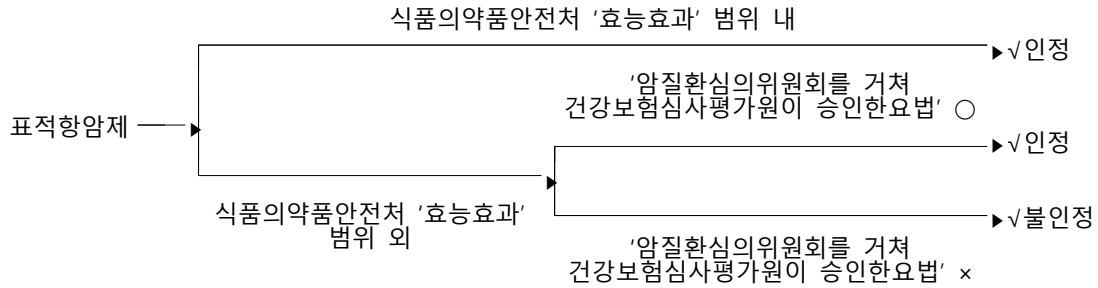 식품의약품안전처 '효능효과' 범위 내
√인정
'암질환심의위원회를 거쳐
건강보험심사평가원이 승인한요법' ○
표적항암제
√인정
식품의약품안전처 '효능효과'
범위 외
√불인정
'암질환심의위원회를 거쳐
건강보험심사평가원이 승인한요법' ×